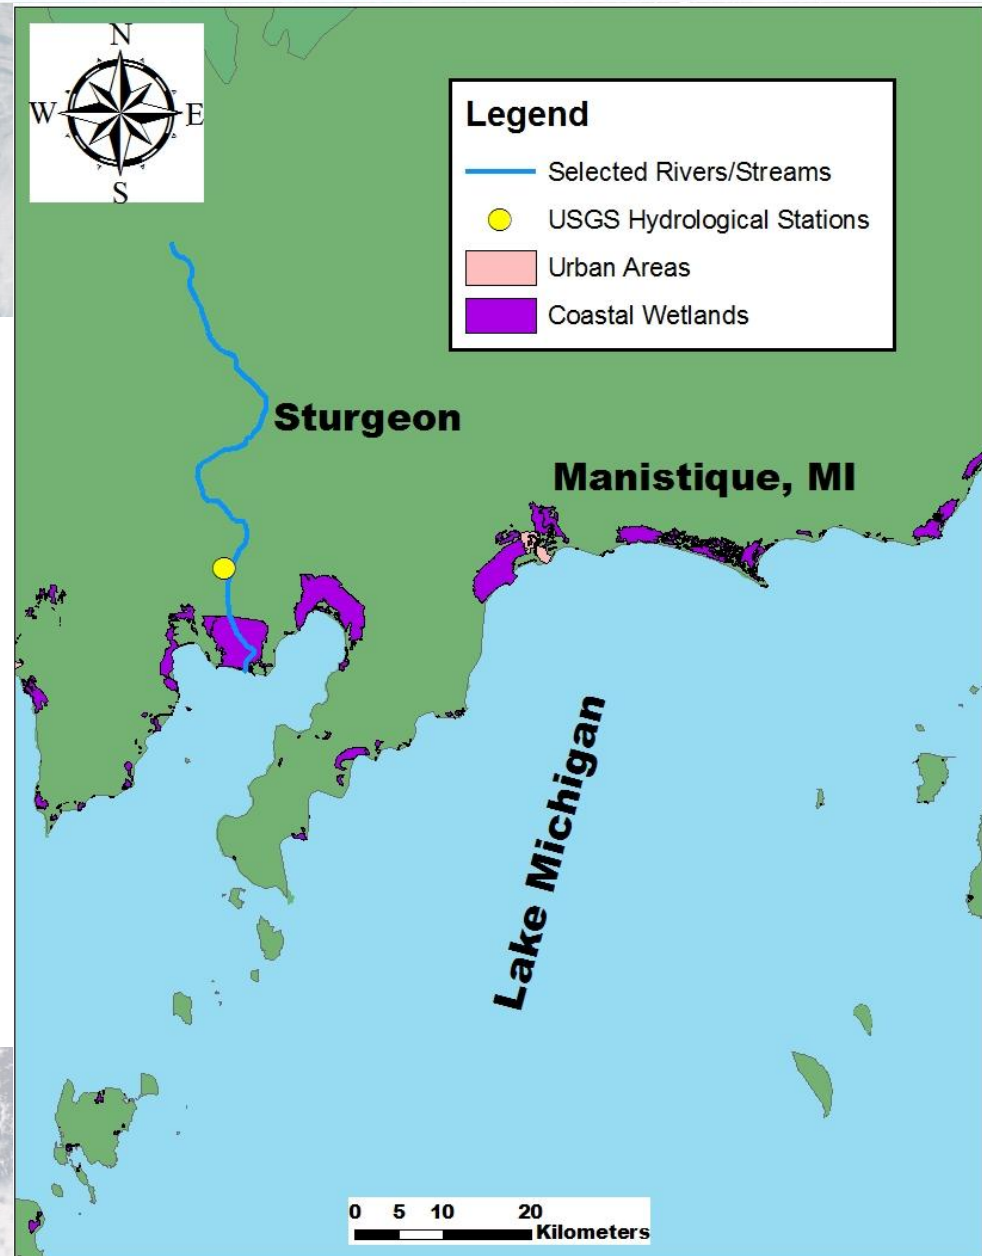 N
W E
S
Legend
Selected Rivers/Streams
USGS Hydrological Stations
Urban Areas
Coastal Wetlands
Sturgeon
Manistique, MI
Lake Michigan
0 5 10 20
Kilometers